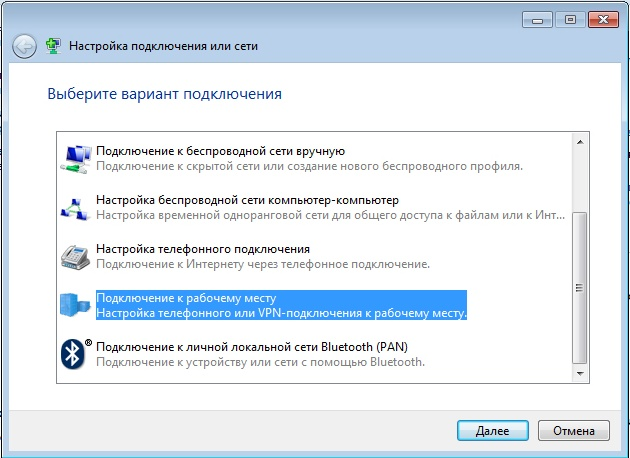 Настройка подключения или сети
Выберите вариант подключения
Подключение к беспроводной сети вручную
Подключение к скрытой сети или создание нового беспроводного профиля.
Настройка беспроводной сети компьютер-компьютер
Настройка временной одноранговой сети для общего доступа к файлам или к Инт...
Настройка телефонного подключения
Подключение к Интернету через телефонное подключение.
Подключение к рабочему месту
Настройка телефонного или VPN-подключения к рабочему месту.
Подключение к личной локальной сети Bluetooth (PAN)
Подключение к устройству или сети с помощью Bluetooth.
Далее
Отмена